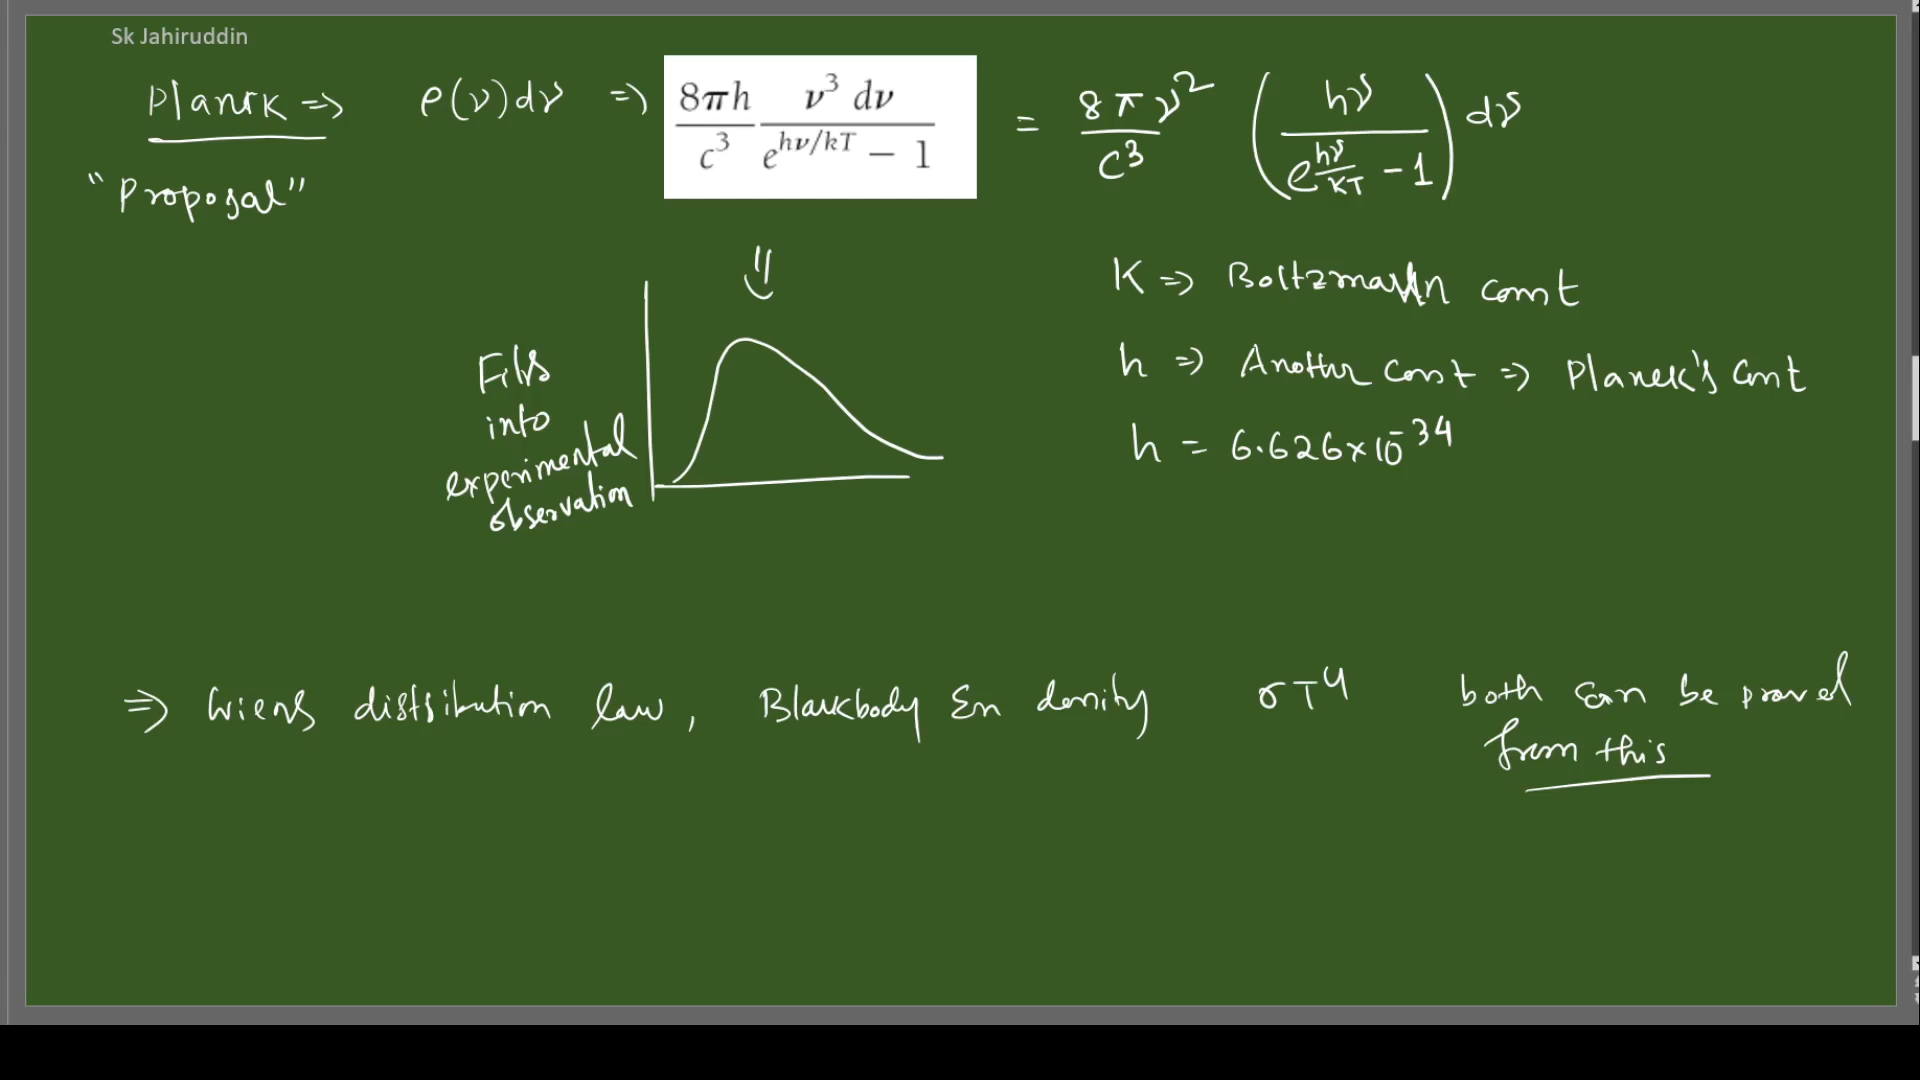 Sk Jahiruddin
Planck => ρ(ν)dν => 8πh/c³ ν³ dν/(e^(hν/kT) − 1) = 8πν²/c³ (hν/(e^(hν/KT) − 1)) dν
"Proposal"
⇓
K => Boltzmann const
Fits
into
experimental
observation
h => Another const => Planck's const
h = 6.626×10⁻³⁴
=> Wiens distribution law, Blackbody En density σT⁴ both can be proved
from this